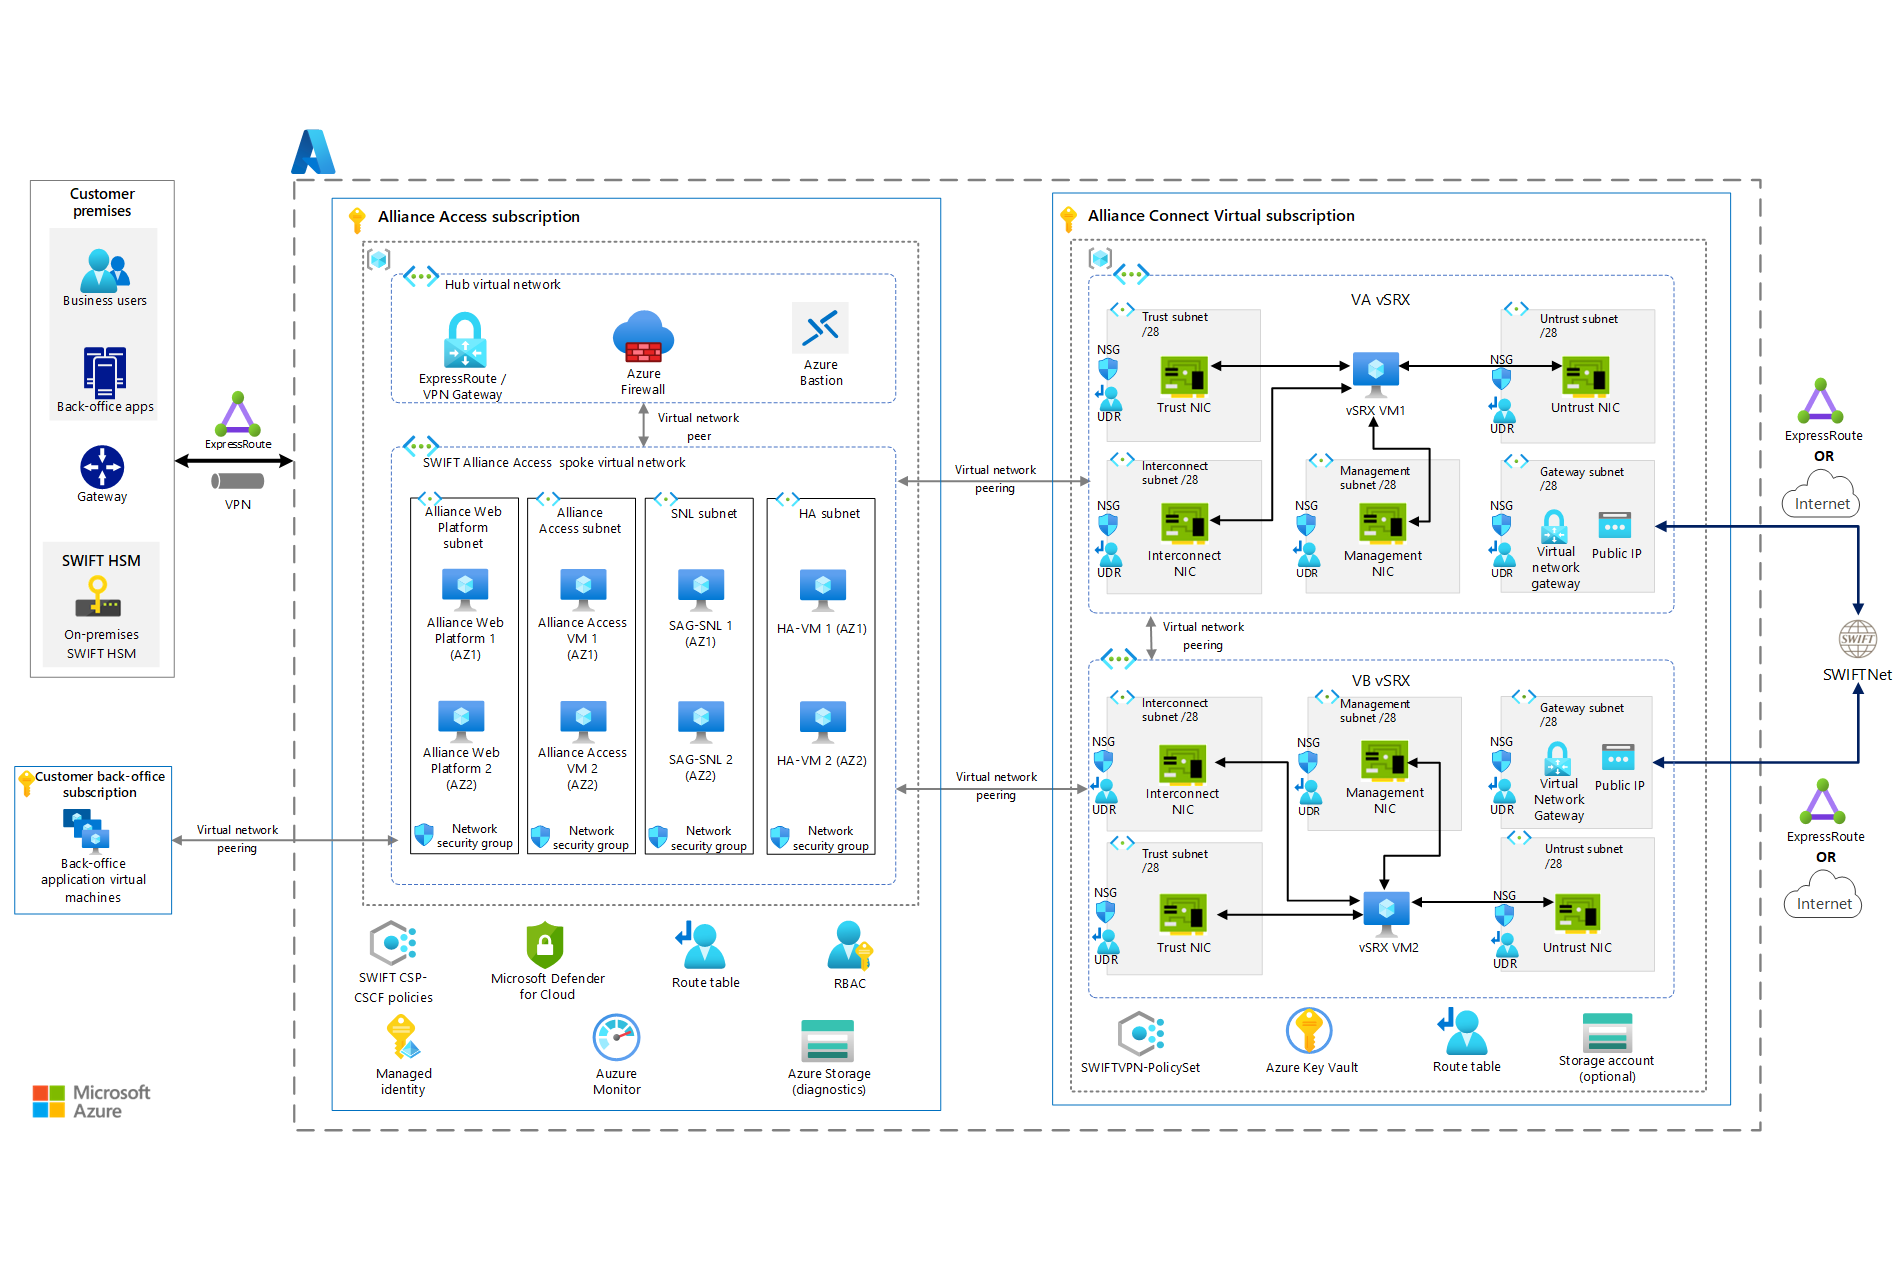 Customer
premises
Business users
Back-office apps
Gateway
SWIFT HSM
On-premises
SWIFT HSM
ExpressRoute
VPN
Customer back-office
subscription
Back-office
application virtual
machines
Virtual network
peering
Microsoft
Azure
Alliance Access subscription
Hub virtual network
ExpressRoute /
VPN Gateway
Azure
Firewall
Azure
Bastion
Virtual network
peer
SWIFT Alliance Access  spoke virtual network
Alliance Web
Platform
subnet
Alliance Web
Platform 1
(AZ1)
Alliance Web
Platform 2
(AZ2)
Network
security group
Alliance
Access subnet
Alliance Access
VM 1
(AZ1)
Alliance Access
VM 2
(AZ2)
Network
security group
SNL subnet
SAG-SNL 1
(AZ1)
SAG-SNL 2
(AZ2)
Network
security group
HA subnet
HA-VM 1 (AZ1)
HA-VM 2 (AZ2)
Network
security group
SWIFT CSP-
CSCF policies
Microsoft Defender
for Cloud
Route table
RBAC
Managed
identity
Auzure
Monitor
Azure Storage
(diagnostics)
Virtual network
peering
Virtual network
peering
Alliance Connect Virtual subscription
VA vSRX
Trust subnet
/28
NSG
UDR
Trust NIC
vSRX VM1
Untrust subnet
/28
NSG
UDR
Untrust NIC
Interconnect
subnet /28
NSG
UDR
Interconnect
NIC
Management
subnet /28
NSG
UDR
Management
NIC
Gateway subnet
/28
NSG
UDR
Virtual
network
gateway
Public IP
Virtual network
peering
VB vSRX
Interconnect
subnet /28
NSG
UDR
Interconnect
NIC
Management
subnet /28
NSG
UDR
Management
NIC
Gateway subnet
/28
NSG
UDR
Virtual
Network
Gateway
Public IP
Trust subnet
/28
NSG
UDR
Trust NIC
vSRX VM2
Untrust subnet
/28
NSG
UDR
Untrust NIC
SWIFTVPN-PolicySet
Azure Key Vault
Route table
Storage account
(optional)
ExpressRoute
OR
Internet
SWIFT
SWIFTNet
ExpressRoute
OR
Internet